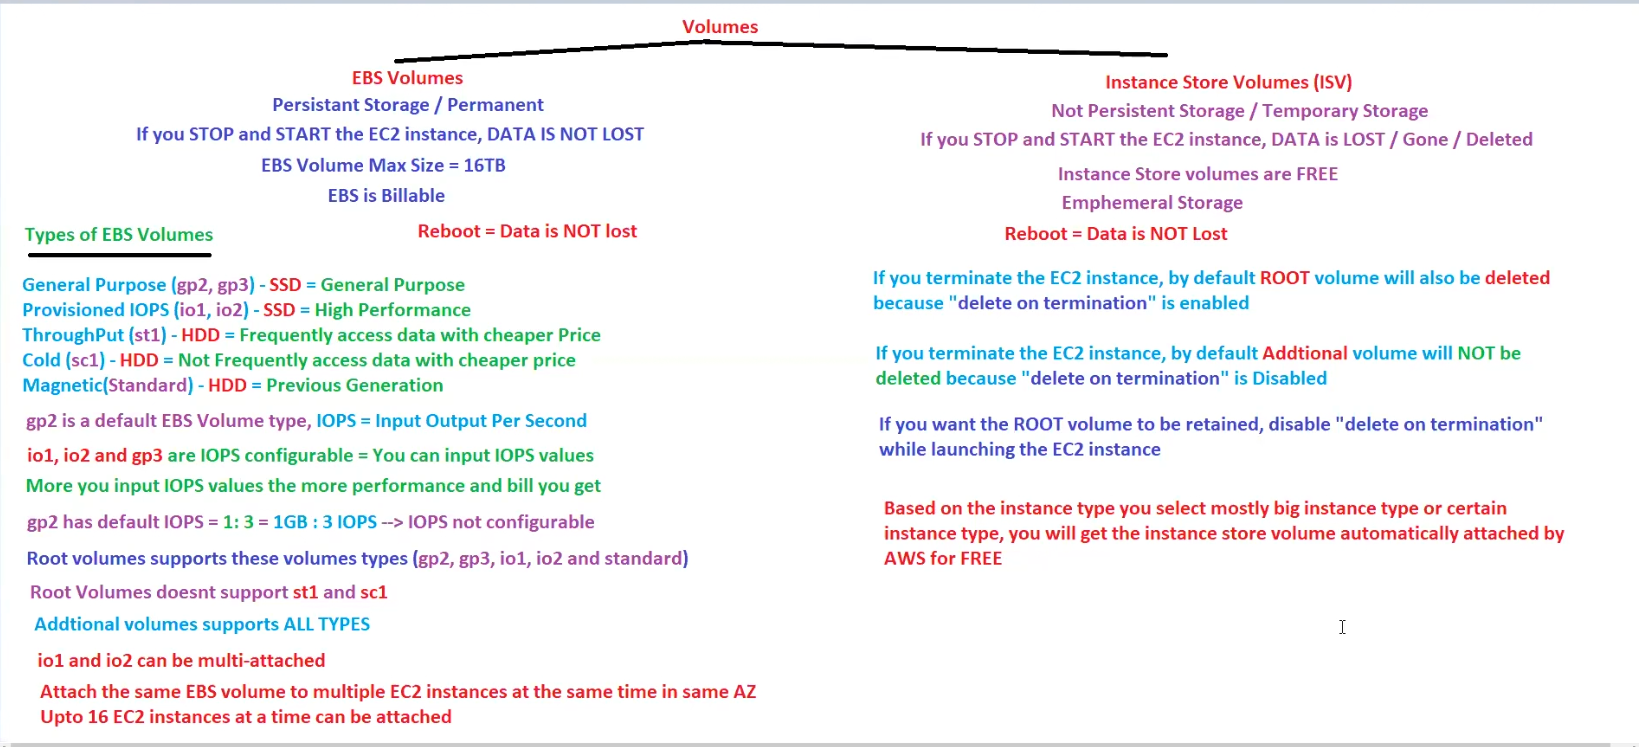 Volumes
EBS Volumes
Persistant Storage / Permanent
If you STOP and START the EC2 instance, DATA IS NOT LOST
EBS Volume Max Size = 16TB
EBS is Billable
Reboot = Data is NOT lost
Types of EBS Volumes
General Purpose (gp2, gp3) - SSD = General Purpose
Provisioned IOPS (io1, io2) - SSD = High Performance
ThroughPut (st1) - HDD = Frequently access data with cheaper Price
Cold (sc1) - HDD = Not Frequently access data with cheaper price
Magnetic(Standard) - HDD = Previous Generation
gp2 is a default EBS Volume type, IOPS = Input Output Per Second
io1, io2 and gp3 are IOPS configurable = You can input IOPS values
More you input IOPS values the more performance and bill you get
gp2 has default IOPS = 1: 3 = 1GB : 3 IOPS --> IOPS not configurable
Root volumes supports these volumes types (gp2, gp3, io1, io2 and standard)
Root Volumes doesnt support st1 and sc1
Addtional volumes supports ALL TYPES
io1 and io2 can be multi-attached
Attach the same EBS volume to multiple EC2 instances at the same time in same AZ
Upto 16 EC2 instances at a time can be attached
Instance Store Volumes (ISV)
Not Persistent Storage / Temporary Storage
If you STOP and START the EC2 instance, DATA is LOST / Gone / Deleted
Instance Store volumes are FREE
Emphemeral Storage
Reboot = Data is NOT Lost
If you terminate the EC2 instance, by default ROOT volume will also be deleted
because "delete on termination" is enabled
If you terminate the EC2 instance, by default Addtional volume will NOT be
deleted because "delete on termination" is Disabled
If you want the ROOT volume to be retained, disable "delete on termination"
while launching the EC2 instance
Based on the instance type you select mostly big instance type or certain
instance type, you will get the instance store volume automatically attached by
AWS for FREE